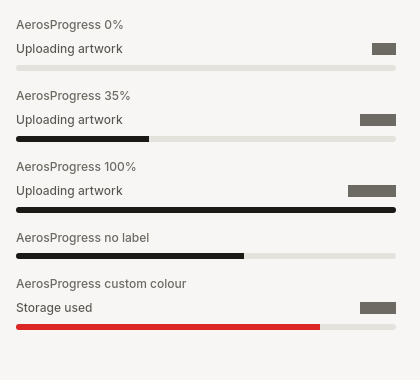 AerosProgress 0%
Uploading artwork
AerosProgress 35%
Uploading artwork
AerosProgress 100%
Uploading artwork
AerosProgress no label
AerosProgress custom colour
Storage used